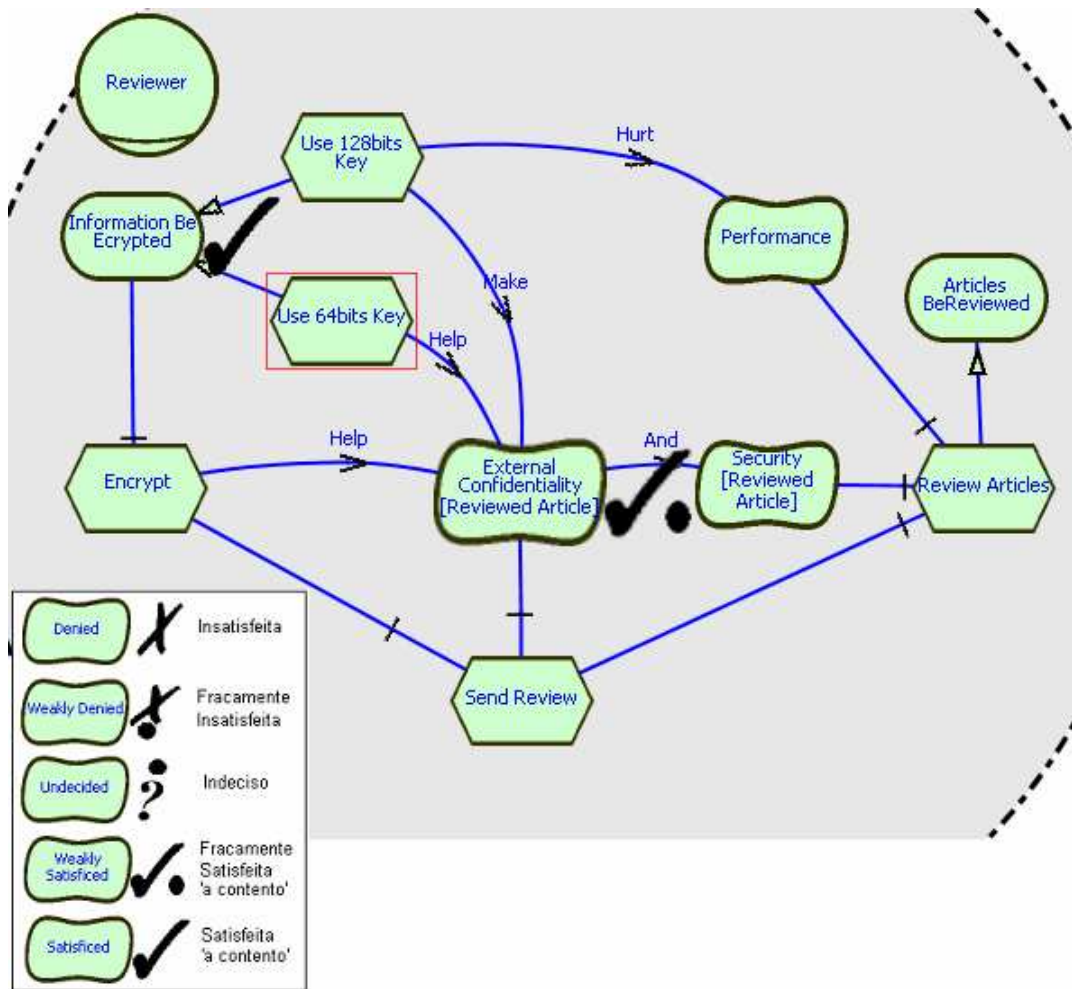 Reviewer
Use 128bits
Key
Hurt
Information Be
Ecrypted
Performance
Articles
BeReviewed
Make
Use 64bits Key
Help
Help
And
Encrypt
External
Confidentiality
[Reviewed Article]
Security
[Reviewed
Article]
Review Articles
Send Review
Denied
Insatisfeita
Weakly Denied
Fracamente
Insatisfeita
Undecided
Indeciso
Weakly
Satisficed
Fracamente
Satisfeita
'a contento'
Satisficed
Satisfeita
'a contento'